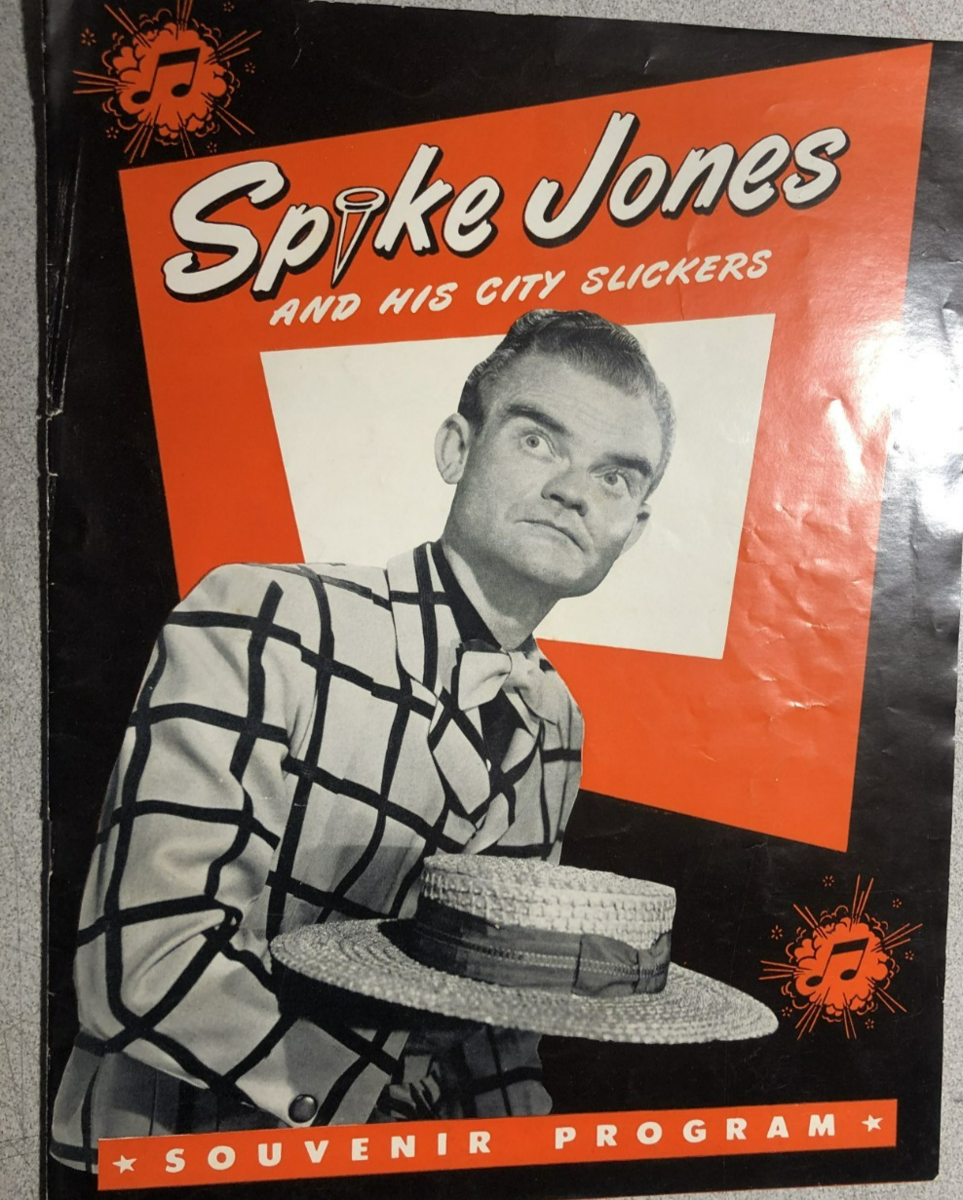 Spike Jones
AND HIS CITY SLICKERS
★ SOUVENIR PROGRAM ★